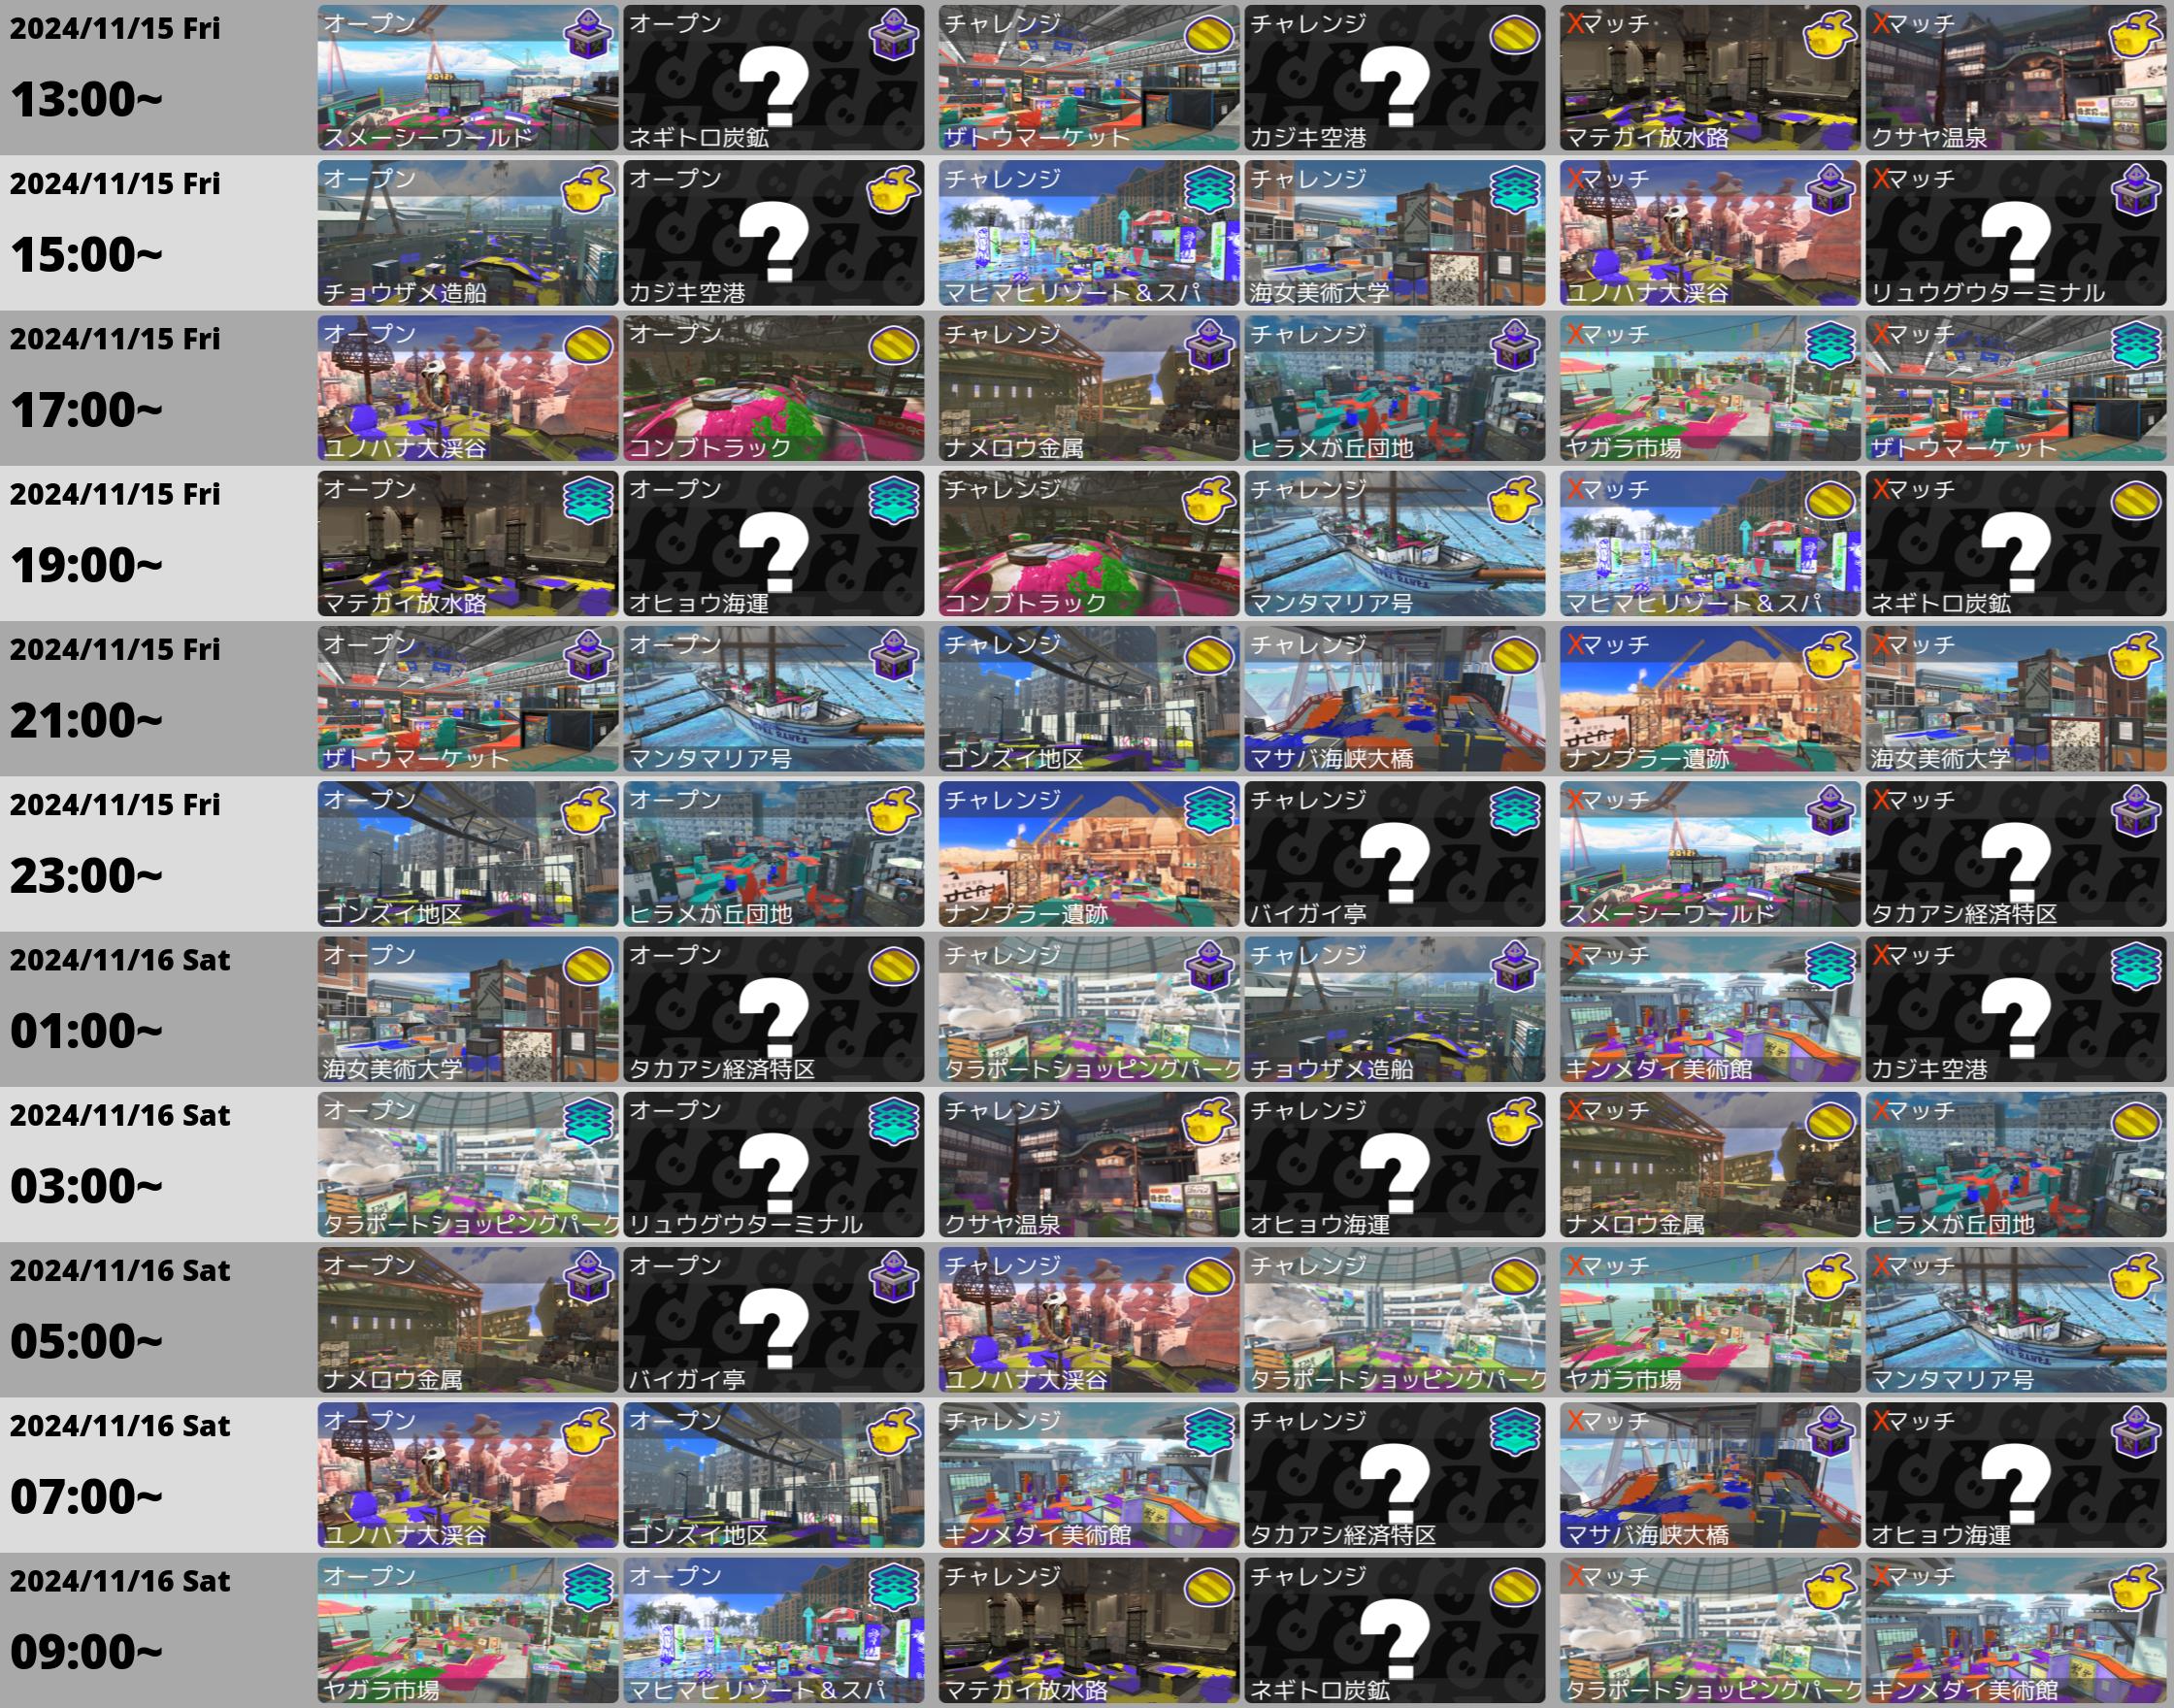 2024/11/15 Fri
13:00~
オープン
スメーシーワールド
オープン
ネギトロ炭鉱
チャレンジ
ザトウマーケット
チャレンジ
カジキ空港
Xマッチ
マテガイ放水路
Xマッチ
クサヤ温泉
2024/11/15 Fri
15:00~
オープン
チョウザメ造船
オープン
カジキ空港
チャレンジ
マヒマヒリゾート＆スパ
チャレンジ
海女美術大学
Xマッチ
ユノハナ大渓谷
Xマッチ
リュウグウターミナル
2024/11/15 Fri
17:00~
オープン
ユノハナ大渓谷
オープン
コンブトラック
チャレンジ
ナメロウ金属
チャレンジ
ヒラメが丘団地
Xマッチ
ヤガラ市場
Xマッチ
ザトウマーケット
2024/11/15 Fri
19:00~
オープン
マテガイ放水路
オープン
オヒョウ海運
チャレンジ
コンブトラック
チャレンジ
マンタマリア号
Xマッチ
マヒマヒリゾート＆スパ
Xマッチ
ネギトロ炭鉱
2024/11/15 Fri
21:00~
オープン
ザトウマーケット
オープン
マンタマリア号
チャレンジ
ゴンズイ地区
チャレンジ
マサバ海峡大橋
Xマッチ
ナンプラー遺跡
Xマッチ
海女美術大学
2024/11/15 Fri
23:00~
オープン
ゴンズイ地区
オープン
ヒラメが丘団地
チャレンジ
ナンプラー遺跡
チャレンジ
バイガイ亭
Xマッチ
スメーシーワールド
Xマッチ
タカアシ経済特区
2024/11/16 Sat
01:00~
オープン
海女美術大学
オープン
タカアシ経済特区
チャレンジ
タラポートショッピングパーク
チャレンジ
チョウザメ造船
Xマッチ
キンメダイ美術館
Xマッチ
カジキ空港
2024/11/16 Sat
03:00~
オープン
タラポートショッピングパーク
オープン
リュウグウターミナル
チャレンジ
クサヤ温泉
チャレンジ
オヒョウ海運
Xマッチ
ナメロウ金属
Xマッチ
ヒラメが丘団地
2024/11/16 Sat
05:00~
オープン
ナメロウ金属
オープン
バイガイ亭
チャレンジ
ユノハナ大渓谷
チャレンジ
タラポートショッピングパーク
Xマッチ
ヤガラ市場
Xマッチ
マンタマリア号
2024/11/16 Sat
07:00~
オープン
ユノハナ大渓谷
オープン
ゴンズイ地区
チャレンジ
キンメダイ美術館
チャレンジ
タカアシ経済特区
Xマッチ
マサバ海峡大橋
Xマッチ
オヒョウ海運
2024/11/16 Sat
09:00~
オープン
ヤガラ市場
オープン
マヒマヒリゾート＆スパ
チャレンジ
マテガイ放水路
チャレンジ
ネギトロ炭鉱
Xマッチ
タラポートショッピングパーク
Xマッチ
キンメダイ美術館